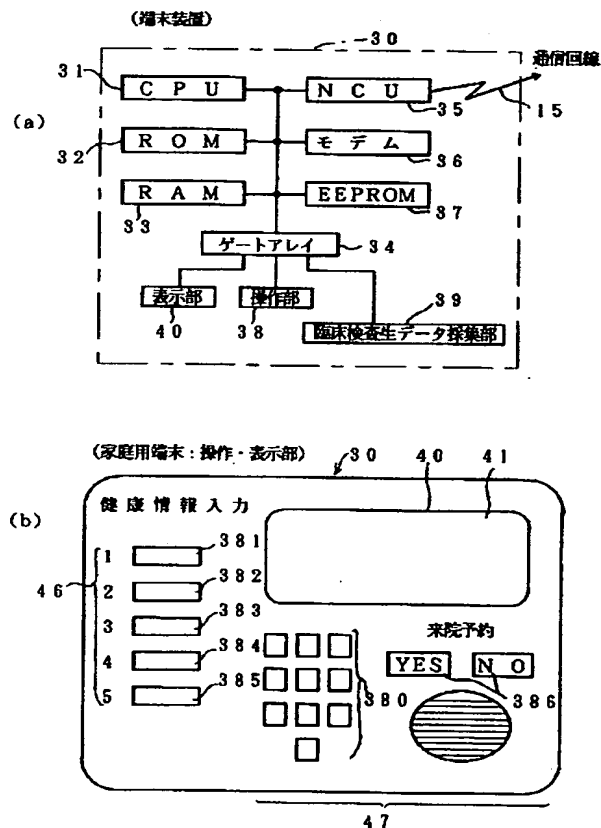 (端末装置)
30
通信回線
31
CPU
NCU
35
15
(a)
32
ROM
モデム
36
RAM
33
EEPROM
37
ゲートアレイ
34
表示部
40
操作部
38
39
臨床検査生データ採集部
(家庭用端末:操作・表示部)
30
40
41
(b)
健康情報入力
46
1
381
2
382
3
383
4
384
5
385
380
来院予約
YES
NO
386
47